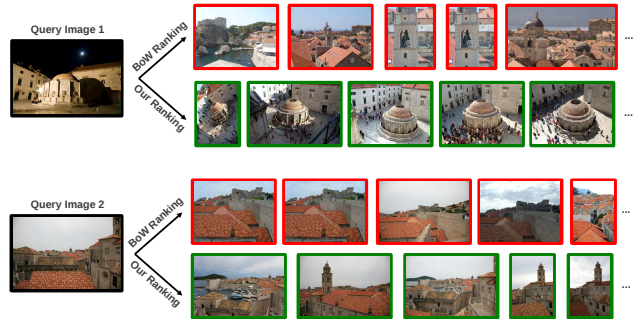 Query Image 1
BoW Ranking
...
Our Ranking
...
Query Image 2
BoW Ranking
...
Our Ranking
...